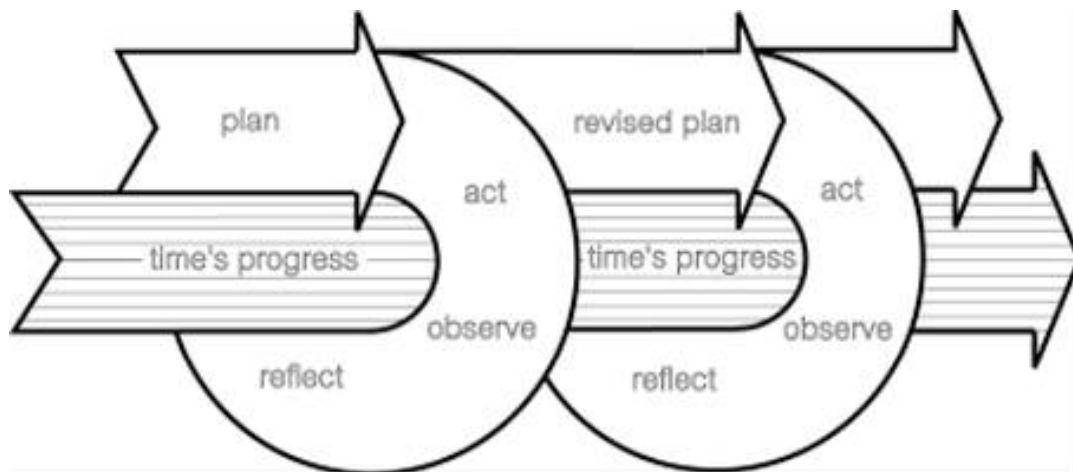 plan
revised plan
act
act
time's progress
time's progress
observe
observe
reflect
reflect